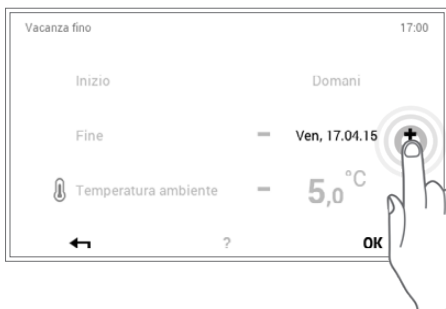 Vacanza fino 17:00
Inizio Domani
Fine − Ven, 17.04.15 +
Temperatura ambiente − 5,0 °C
? OK